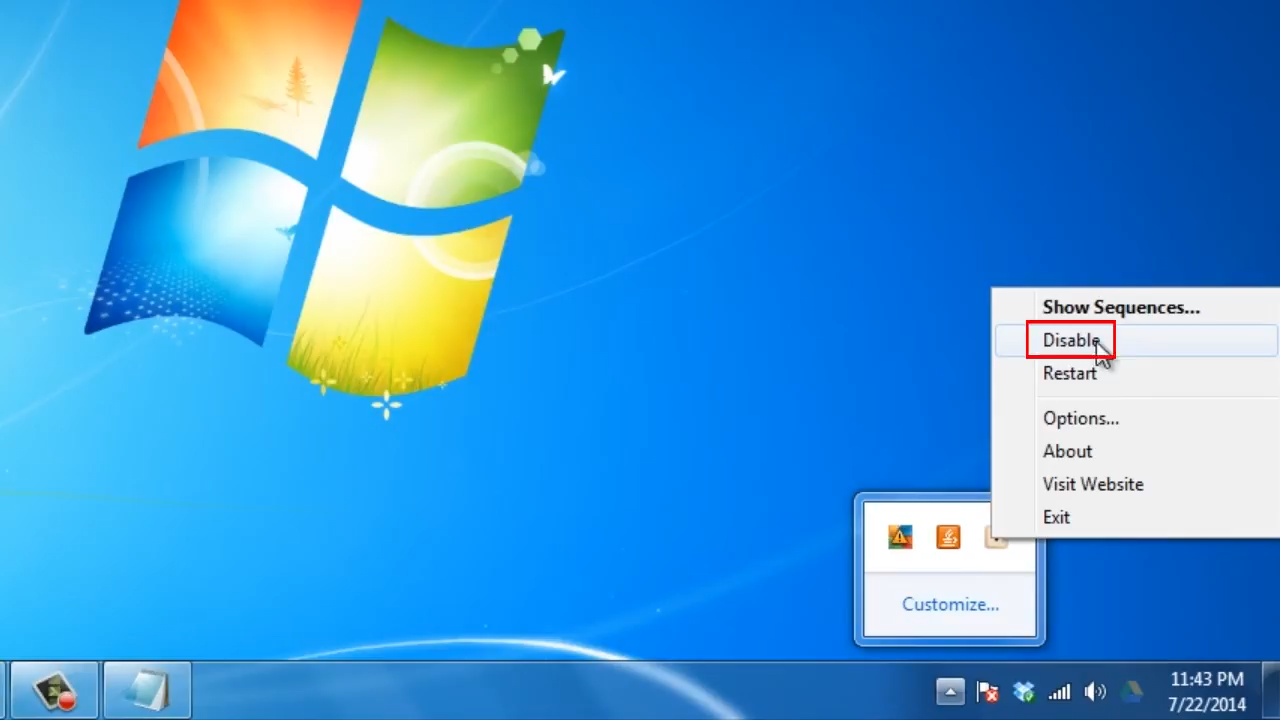 Show Sequences...
Disable
Restart
Options...
About
Visit Website
Exit
Customize...
11:43 PM
7/22/2014